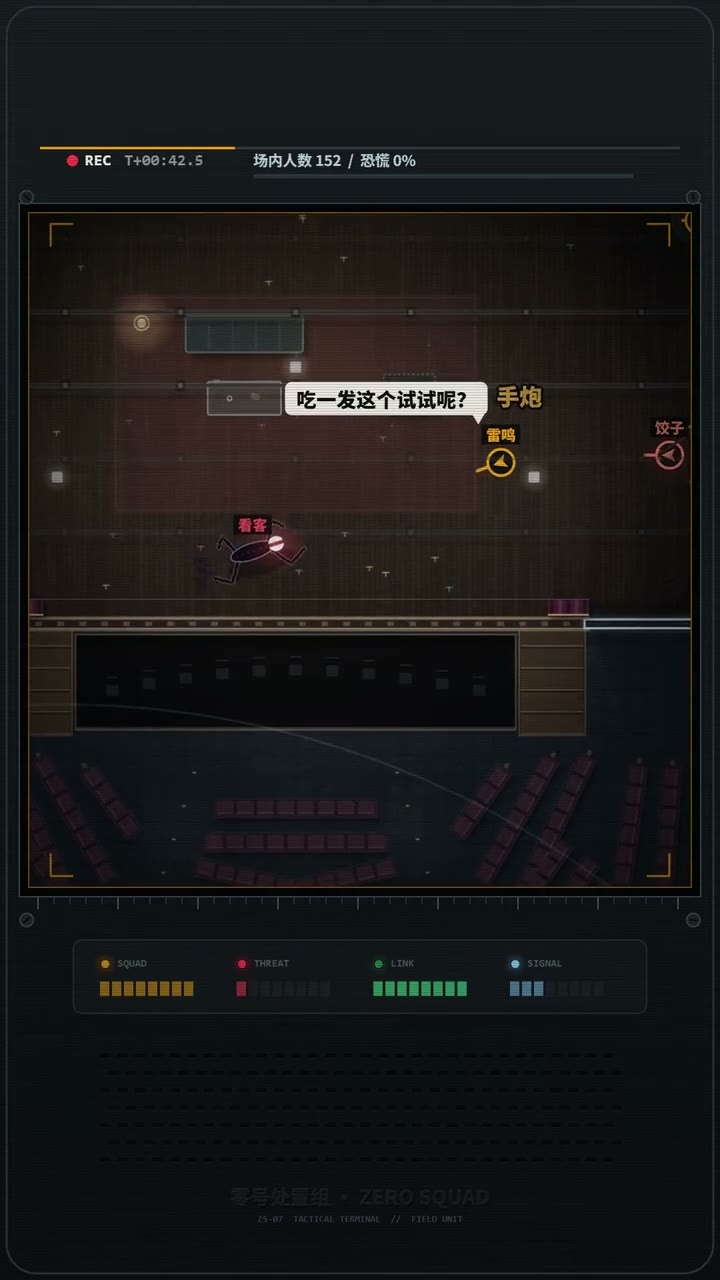 REC T+00:42.5 场内人数 152 / 恐慌 0%
吃一发这个试试呢？ 手炮
雷鸣
饺子
看客
SQUAD THREAT LINK SIGNAL
零号处置组 · ZERO SQUAD
ZS-07 TACTICAL TERMINAL // FIELD UNIT